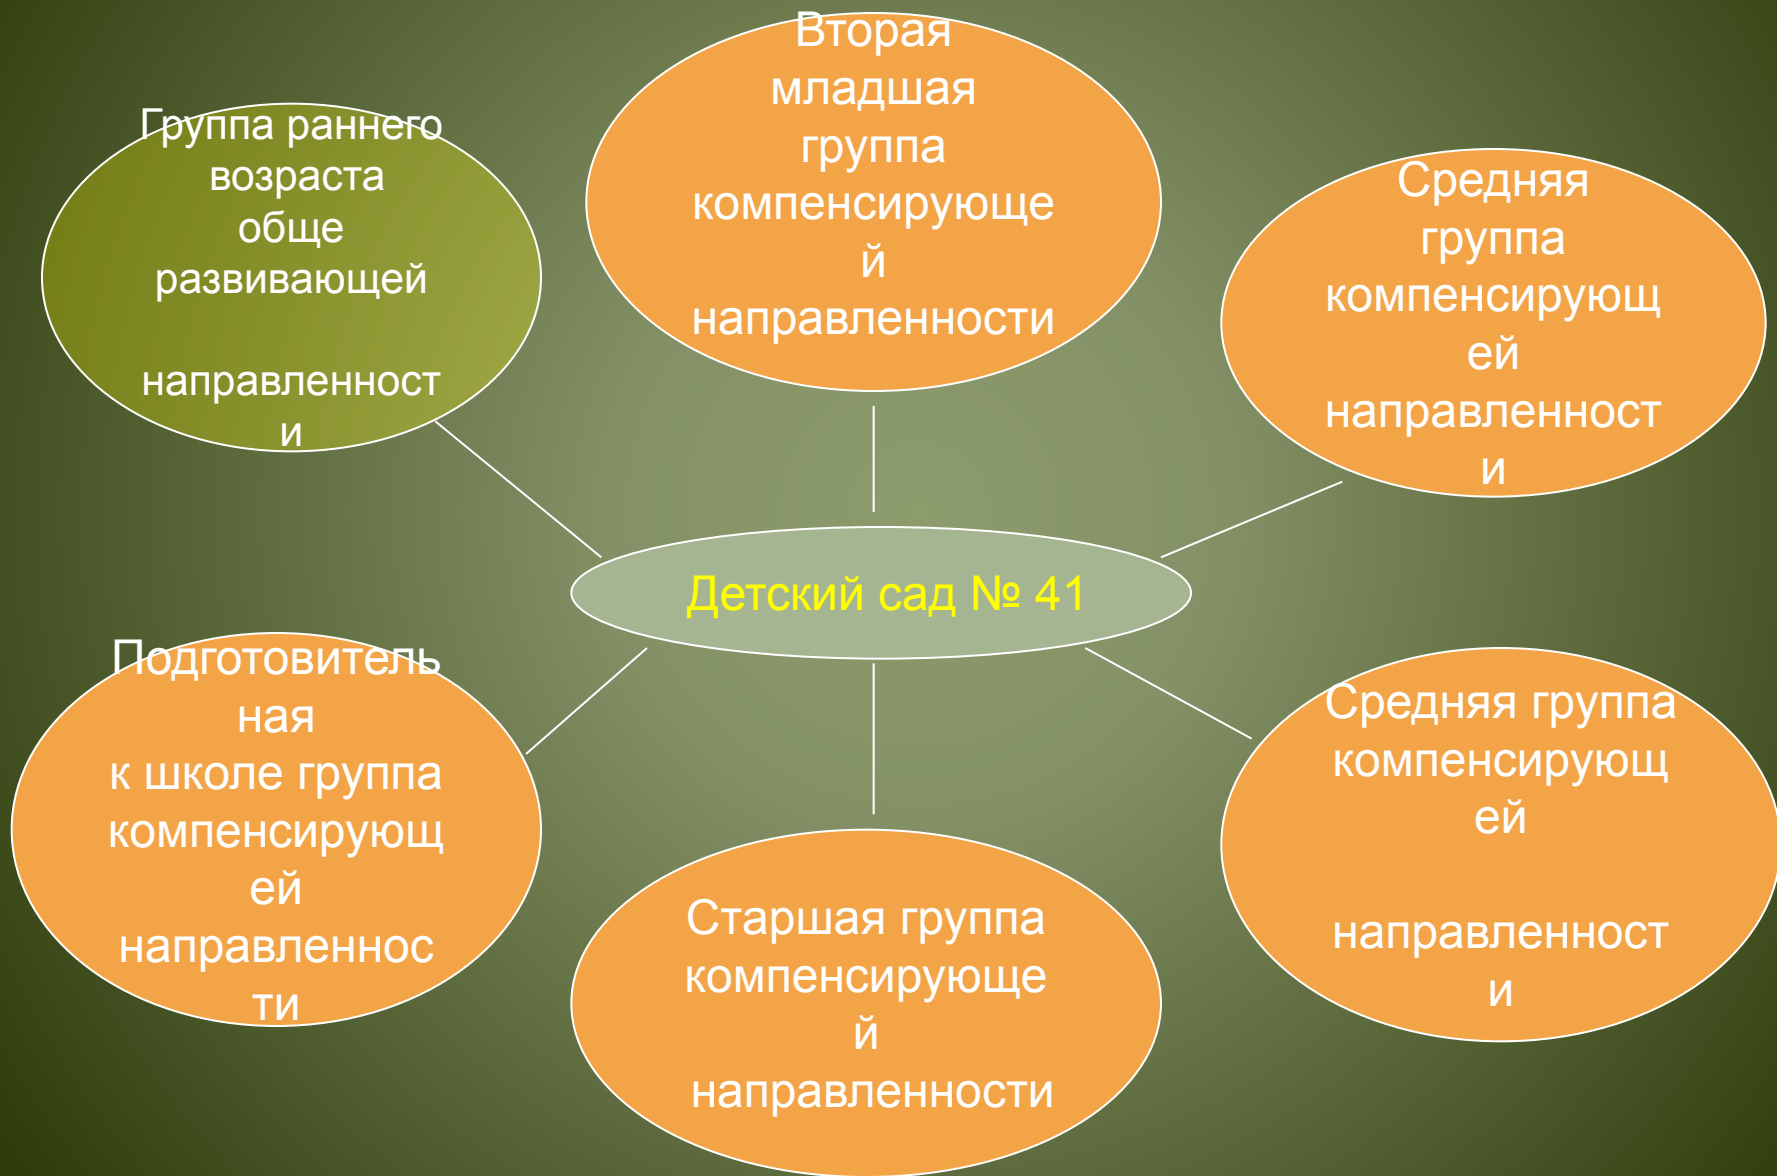 Группа раннего
возраста
обще
развивающей
направленност
и
Вторая
младшая
группа
компенсирующе
й
направленности
Средняя
группа
компенсирующ
ей
направленност
и
Детский сад № 41
Подготовитель
ная
к школе группа
компенсирующ
ей
направленнос
ти
Старшая группа
компенсирующе
й
направленности
Средняя группа
компенсирующ
ей
направленност
и